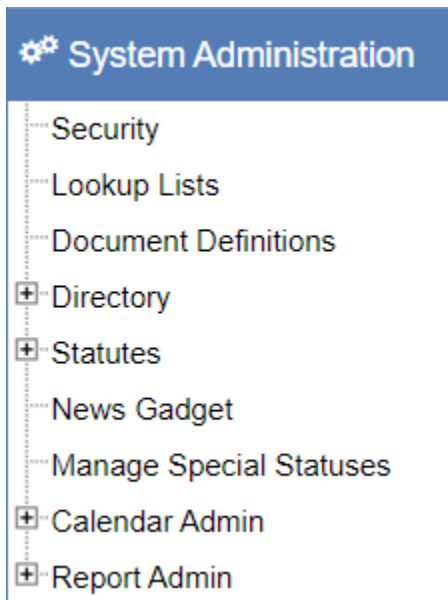 System Administration
Security
Lookup Lists
Document Definitions
Directory
Statutes
News Gadget
Manage Special Statuses
Calendar Admin
Report Admin